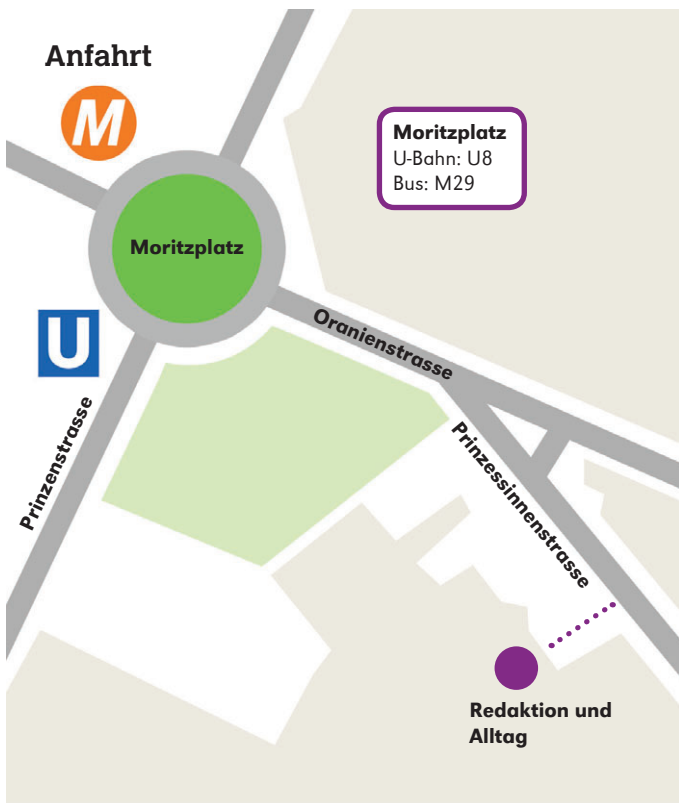 Anfahrt
M
Moritzplatz
U-Bahn: U8
Bus: M29
Moritzplatz
U
Oranienstrasse
Prinzenstrasse
Prinzessinnenstrasse
Redaktion und
Alltag